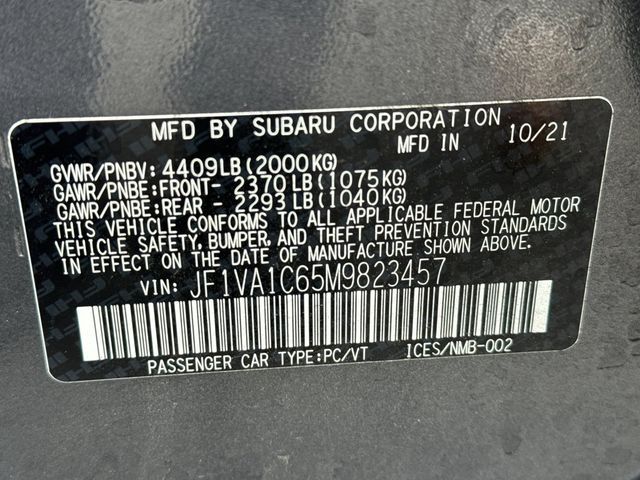 MFD BY SUBARU CORPORATION
MFD IN 10/21
GVWR/PNBV: 4409LB(2000KG)
GAWR/PNBE:FRONT- 2370LB(1075KG)
GAWR/PNBE:REAR - 2293LB(1040KG)
THIS VEHICLE CONFORMS TO ALL APPLICABLE FEDERAL MOTOR
VEHICLE SAFETY, BUMPER, AND THEFT PREVENTION STANDARDS
IN EFFECT ON THE DATE OF MANUFACTURE SHOWN ABOVE.
VIN: JF1VA1C65M9823457
PASSENGER CAR TYPE:PC/VT ICES/NMB-002